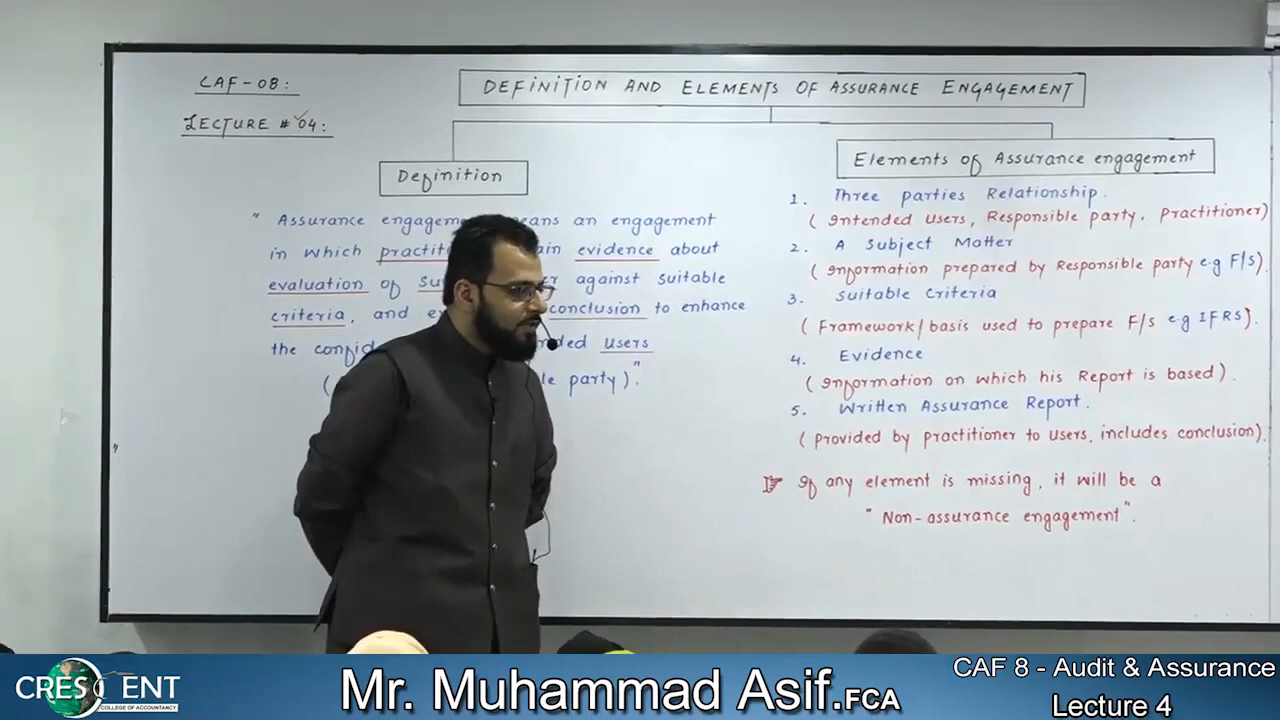 CAF-08:
LECTURE # 04:
DEFINITION AND ELEMENTS OF ASSURANCE ENGAGEMENT
Definition
" Assurance engagement means an engagement
in which evidence about
evaluation of against suitable
criteria, and conclusion to enhance
the users
( party)."
Elements of Assurance engagement
1. Three parties Relationship.
( Intended Users, Responsible party, Practitioner)
2. A Subject Matter
( Information prepared by Responsible party e.g F/S).
3. Suitable Criteria
( Framework/basis used to prepare F/s e.g IFRS).
4. Evidence
( Information on which his Report is based).
5. Written Assurance Report.
( provided by practitioner to users, includes conclusion).
☞ If any element is missing, it will be a
" Non-assurance engagement".
CRESCENT
COLLEGE OF ACCOUNTANCY
Mr. Muhammad Asif.FCA
CAF 8 - Audit & Assurance
Lecture 4